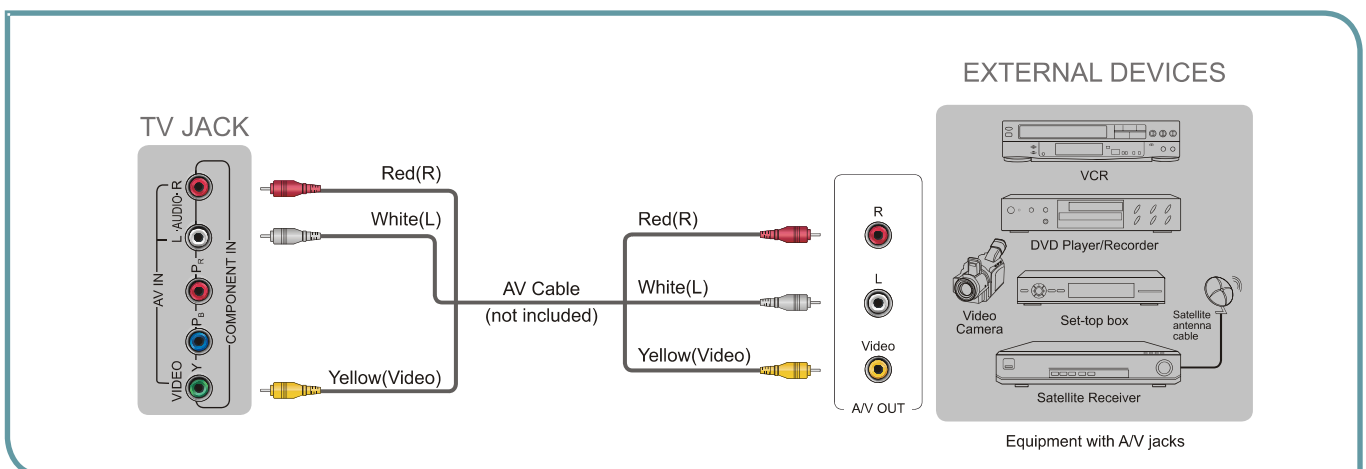 EXTERNAL DEVICES
TV JACK
AV IN
L -AUDIO- R
VIDEO
PR
PB
Y
COMPONENT IN
Red(R)
White(L)
Yellow(Video)
AV Cable
(not included)
Red(R)
White(L)
Yellow(Video)
R
L
Video
A/V OUT
VCR
DVD Player/Recorder
Video
Camera
Set-top box
Satellite
antenna
cable
Satellite Receiver
Equipment with A/V jacks